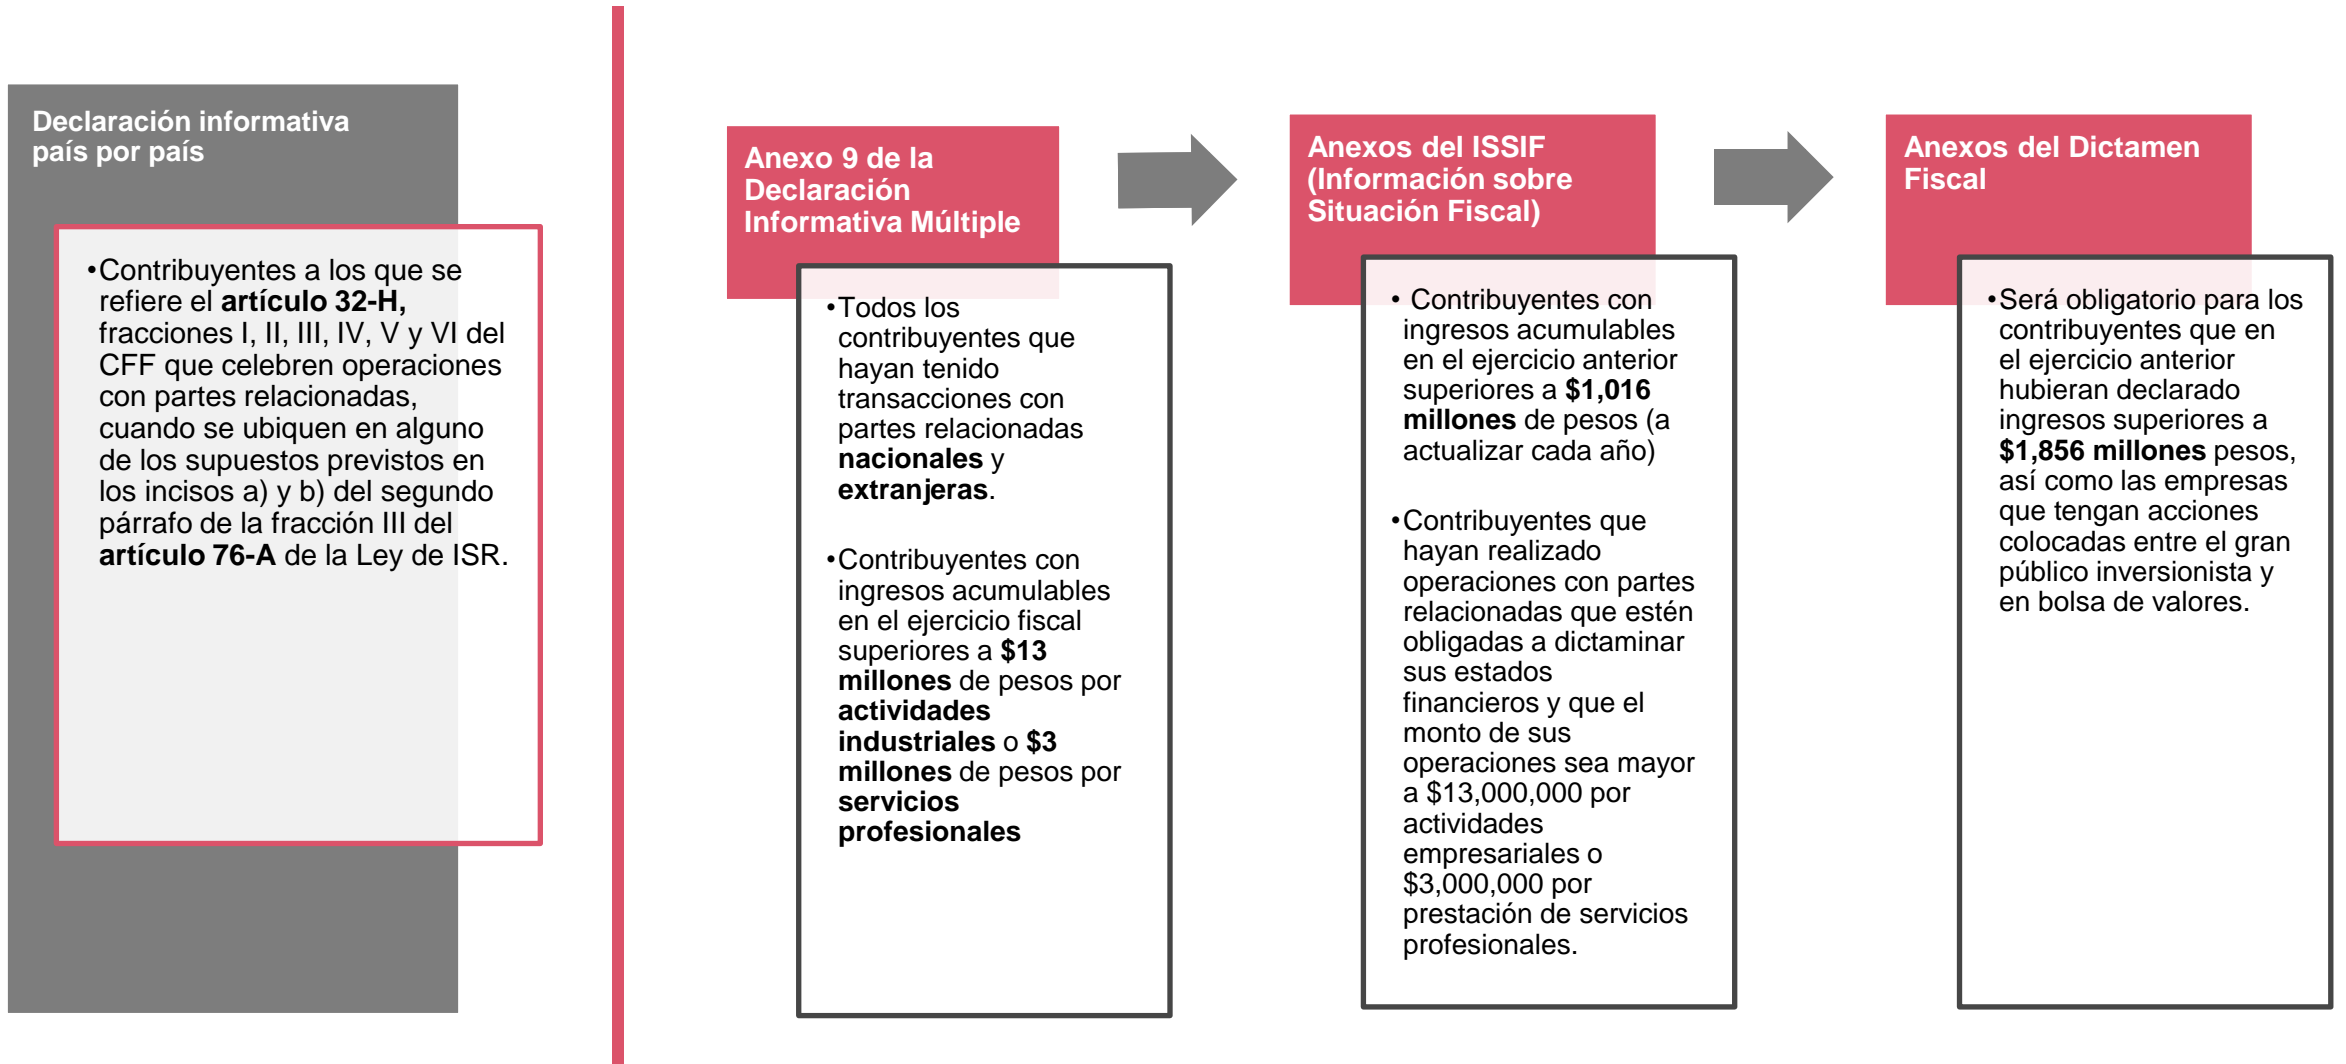 Declaración informativa
país por país
•Contribuyentes a los que se
refiere el artículo 32-H,
fracciones I, II, III, IV, V y VI del
CFF que celebren operaciones
con partes relacionadas,
cuando se ubiquen en alguno
de los supuestos previstos en
los incisos a) y b) del segundo
párrafo de la fracción III del
artículo 76-A de la Ley de ISR.
Anexo 9 de la
Declaración
Informativa Múltiple
•Todos los
contribuyentes que
hayan tenido
transacciones con
partes relacionadas
nacionales y
extranjeras.
•Contribuyentes con
ingresos acumulables
en el ejercicio fiscal
superiores a $13
millones de pesos por
actividades
industriales o $3
millones de pesos por
servicios
profesionales
Anexos del ISSIF
(Información sobre
Situación Fiscal)
• Contribuyentes con
ingresos acumulables
en el ejercicio anterior
superiores a $1,016
millones de pesos (a
actualizar cada año)
•Contribuyentes que
hayan realizado
operaciones con partes
relacionadas que estén
obligadas a dictaminar
sus estados
financieros y que el
monto de sus
operaciones sea mayor
a $13,000,000 por
actividades
empresariales o
$3,000,000 por
prestación de servicios
profesionales.
Anexos del Dictamen
Fiscal
•Será obligatorio para los
contribuyentes que en
el ejercicio anterior
hubieran declarado
ingresos superiores a
$1,856 millones pesos,
así como las empresas
que tengan acciones
colocadas entre el gran
público inversionista y
en bolsa de valores.